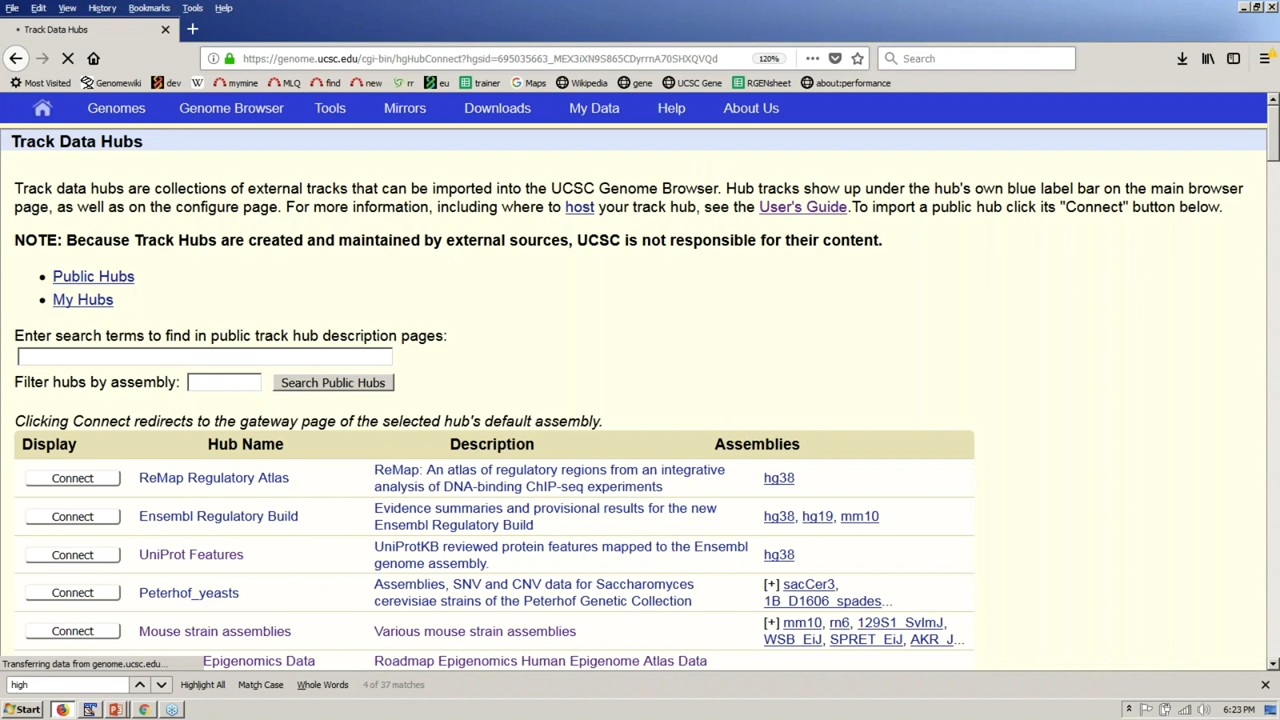 File Edit View History Bookmarks Tools Help
Track Data Hubs
https://genome.ucsc.edu/cgi-bin/hgHubConnect?hgsid=695035663_MEX3iXN9S865CDyrrnA70SHXQVQd 120% Search
Most Visited Genomewiki dev mymine MLQ find new rr eu trainer Maps Wikipedia gene UCSC Gene RGENsheet about:performance
Genomes Genome Browser Tools Mirrors Downloads My Data Help About Us
Track Data Hubs
Track data hubs are collections of external tracks that can be imported into the UCSC Genome Browser. Hub tracks show up under the hub's own blue label bar on the main browser
page, as well as on the configure page. For more information, including where to host your track hub, see the User's Guide.To import a public hub click its "Connect" button below.
NOTE: Because Track Hubs are created and maintained by external sources, UCSC is not responsible for their content.
• Public Hubs
• My Hubs
Enter search terms to find in public track hub description pages:
Filter hubs by assembly: Search Public Hubs
Clicking Connect redirects to the gateway page of the selected hub's default assembly.
Display Hub Name Description Assemblies
Connect ReMap Regulatory Atlas ReMap: An atlas of regulatory regions from an integrative hg38
analysis of DNA-binding ChIP-seq experiments
Connect Ensembl Regulatory Build Evidence summaries and provisional results for the new hg38, hg19, mm10
Ensembl Regulatory Build
Connect UniProt Features UniProtKB reviewed protein features mapped to the Ensembl hg38
genome assembly.
Connect Peterhof_yeasts Assemblies, SNV and CNV data for Saccharomyces [+] sacCer3,
cerevisiae strains of the Peterhof Genetic Collection 1B_D1606_spades...
Connect Mouse strain assemblies Various mouse strain assemblies [+] mm10, rn6, 129S1_SvImJ,
WSB_EiJ, SPRET_EiJ, AKR_J...
Transferring data from genome.ucsc.edu... Epigenomics Data Roadmap Epigenomics Human Epigenome Atlas Data
high Highlight All Match Case Whole Words 4 of 37 matches
Start 6:23 PM